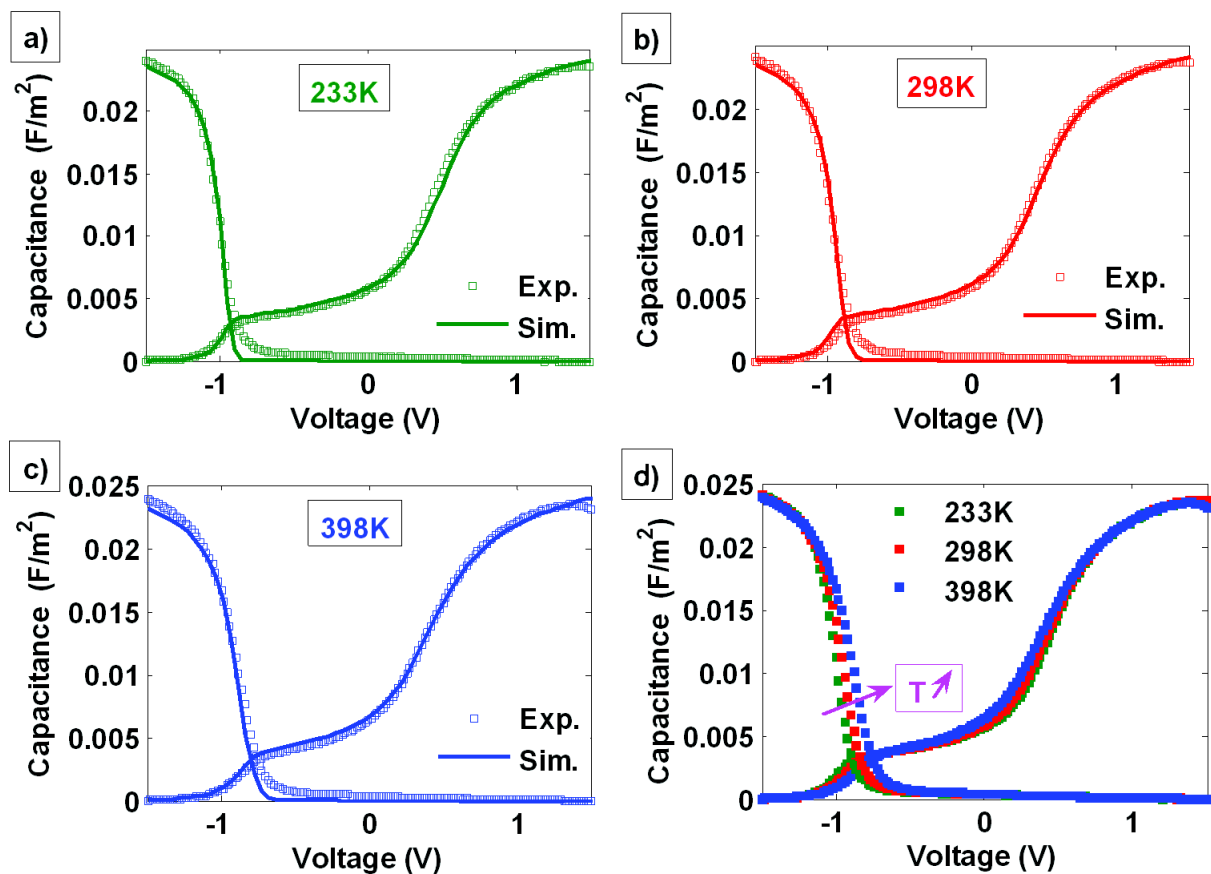 a)
233K
Capacitance (F/m²)
0.02
0.015
0.01
0.005
0
-1
0
1
Voltage (V)
Exp.
Sim.
b)
298K
Capacitance (F/m²)
0.02
0.015
0.01
0.005
0
-1
0
1
Voltage (V)
Exp.
Sim.
c)
398K
Capacitance (F/m²)
0.025
0.02
0.015
0.01
0.005
0
-1
0
1
Voltage (V)
Exp.
Sim.
d)
233K
298K
398K
T
Capacitance (F/m²)
0.025
0.02
0.015
0.01
0.005
0
-1
0
1
Voltage (V)